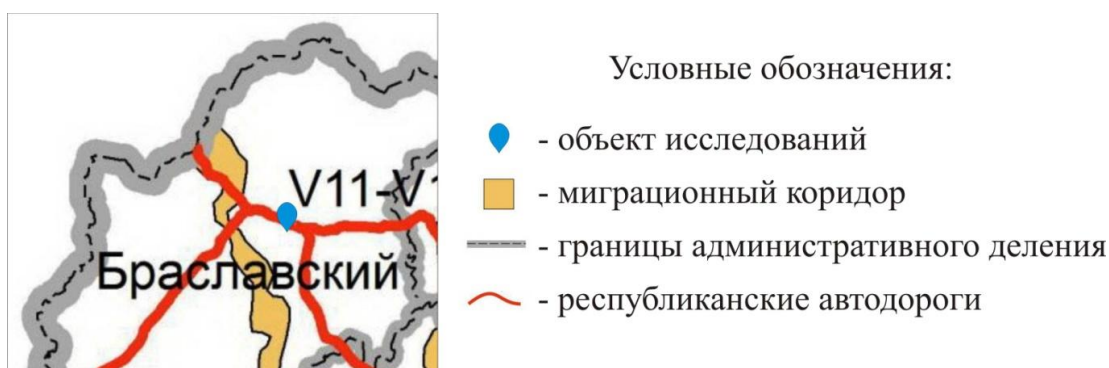 V11-V1
Браславский
Условные обозначения:
- объект исследований
- миграционный коридор
- границы административного деления
- республиканские автодороги